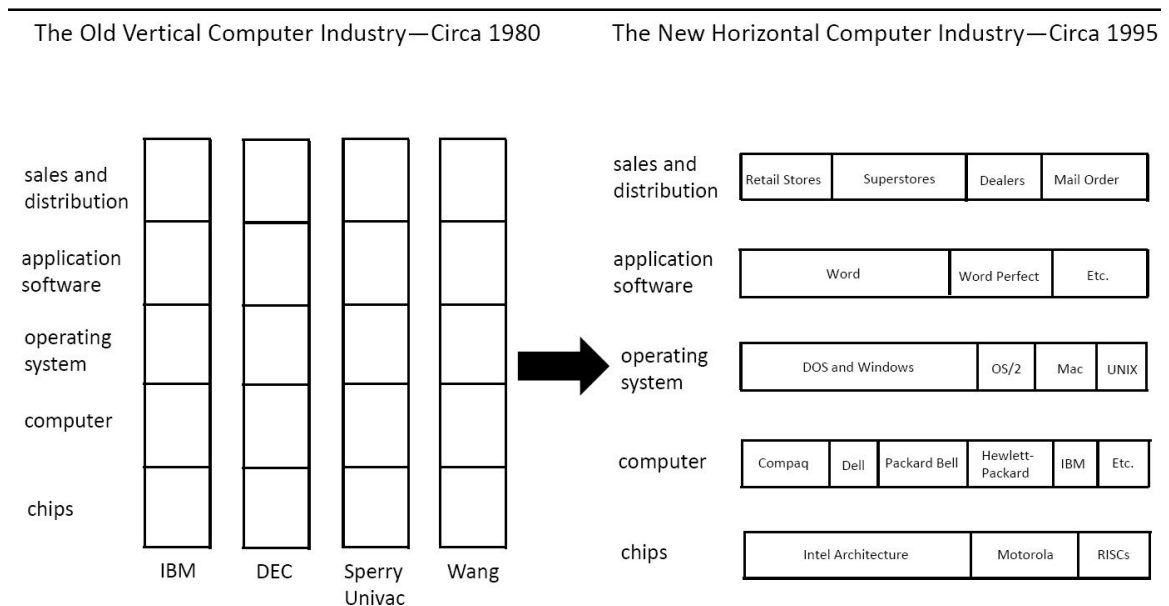 The Old Vertical Computer Industry—Circa 1980
The New Horizontal Computer Industry—Circa 1995
sales and
distribution
application
software
operating
system
computer
chips
IBM
DEC
Sperry
Univac
Wang
sales and
distribution
Retail Stores
Superstores
Dealers
Mail Order
application
software
Word
Word Perfect
Etc.
operating
system
DOS and Windows
OS/2
Mac
UNIX
computer
Compaq
Dell
Packard Bell
Hewlett-
Packard
IBM
Etc.
chips
Intel Architecture
Motorola
RISCs